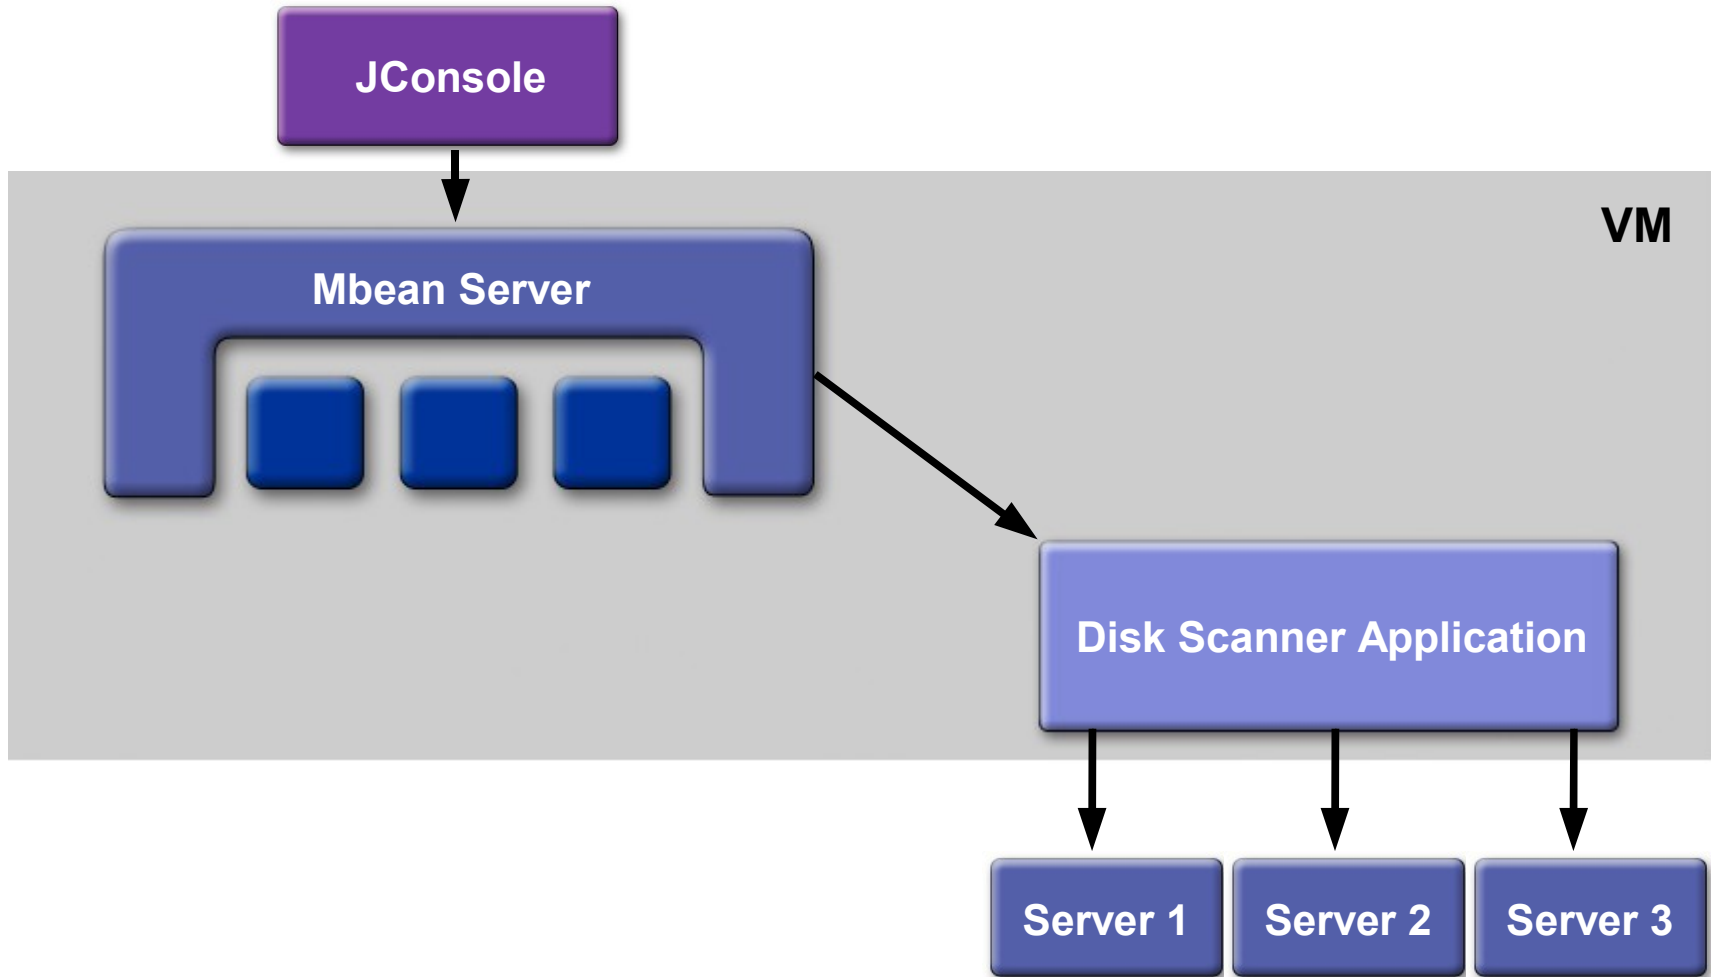 JConsole
VM
Mbean Server
Disk Scanner Application
Server 1
Server 2
Server 3